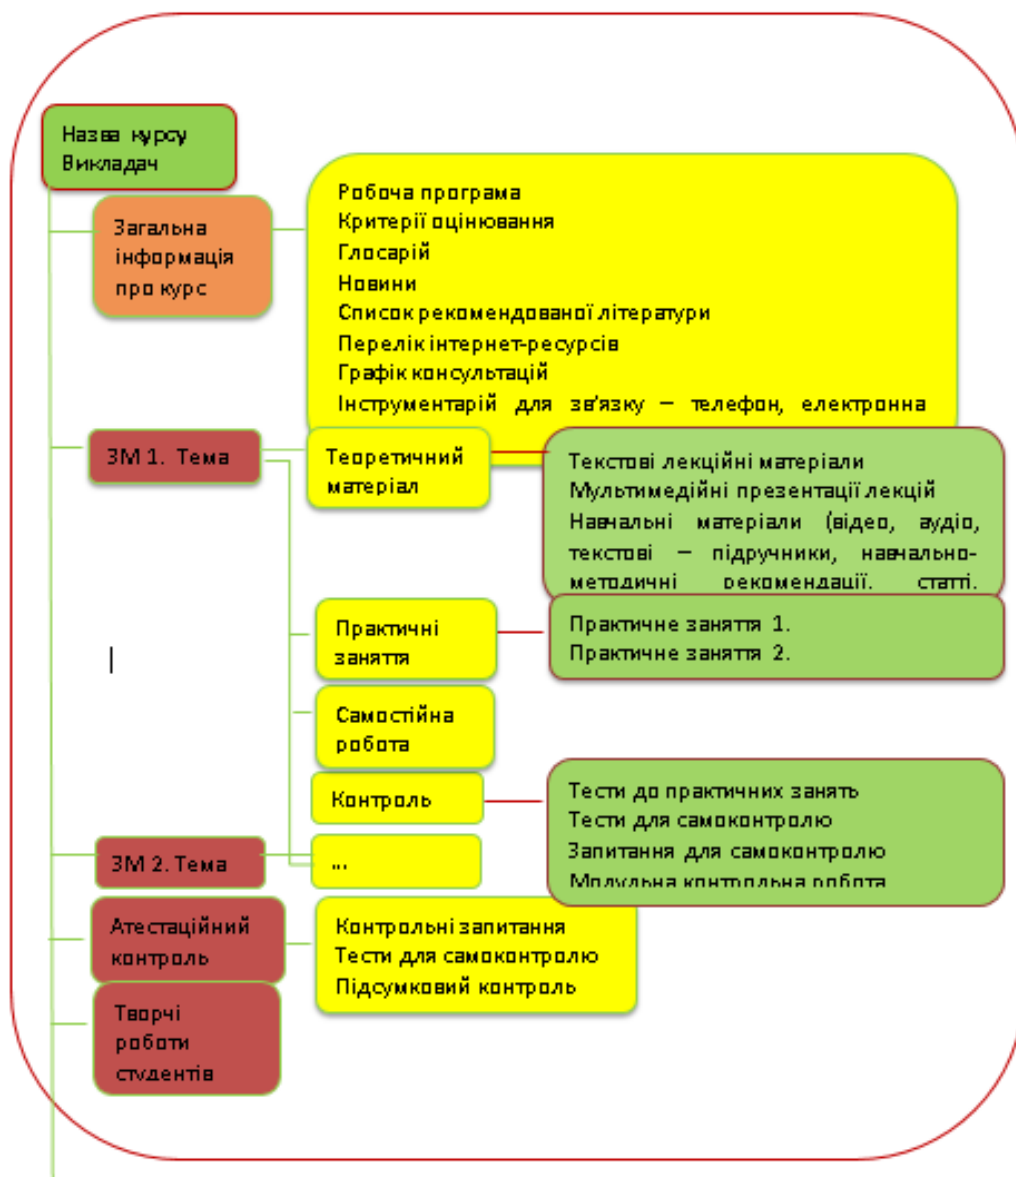 Назва курсу
Викладач
Загальна
інформація
про курс
Робоча програма
Критерії оцінювання
Глосарій
Новини
Список рекомендованої літератури
Перелік інтернет-ресурсів
Графік консультацій
Інструментарій для зв'язку – телефон, електронна
ЗМ 1. Тема
Теоретичний
матеріал
Текстові лекційні матеріали
Мультимедійні презентації лекцій
Навчальні матеріали (відео, аудіо,
текстові – підручники, навчально-
методичні рекомендації, статті,
Практичні
заняття
Практичне заняття 1.
Практичне заняття 2.
Самостійна
робота
Контроль
Тести до практичних занять
Тести для самоконтролю
Запитання для самоконтролю
Модульна контрольна робота
ЗМ 2. Тема
...
Атестаційний
контроль
Контрольні запитання
Тести для самоконтролю
Підсумковий контроль
Творчі
роботи
студентів